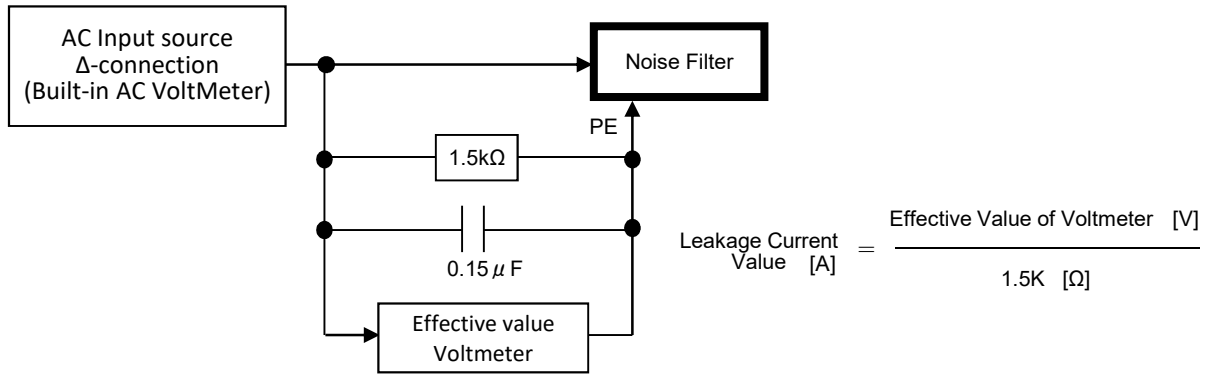 AC Input source
Δ-connection
(Built-in AC VoltMeter)
Noise Filter
PE
1.5kΩ
0.15 μ F
Effective value
Voltmeter
Leakage Current
Value [A]
=
Effective Value of Voltmeter [V]
1.5K [Ω]